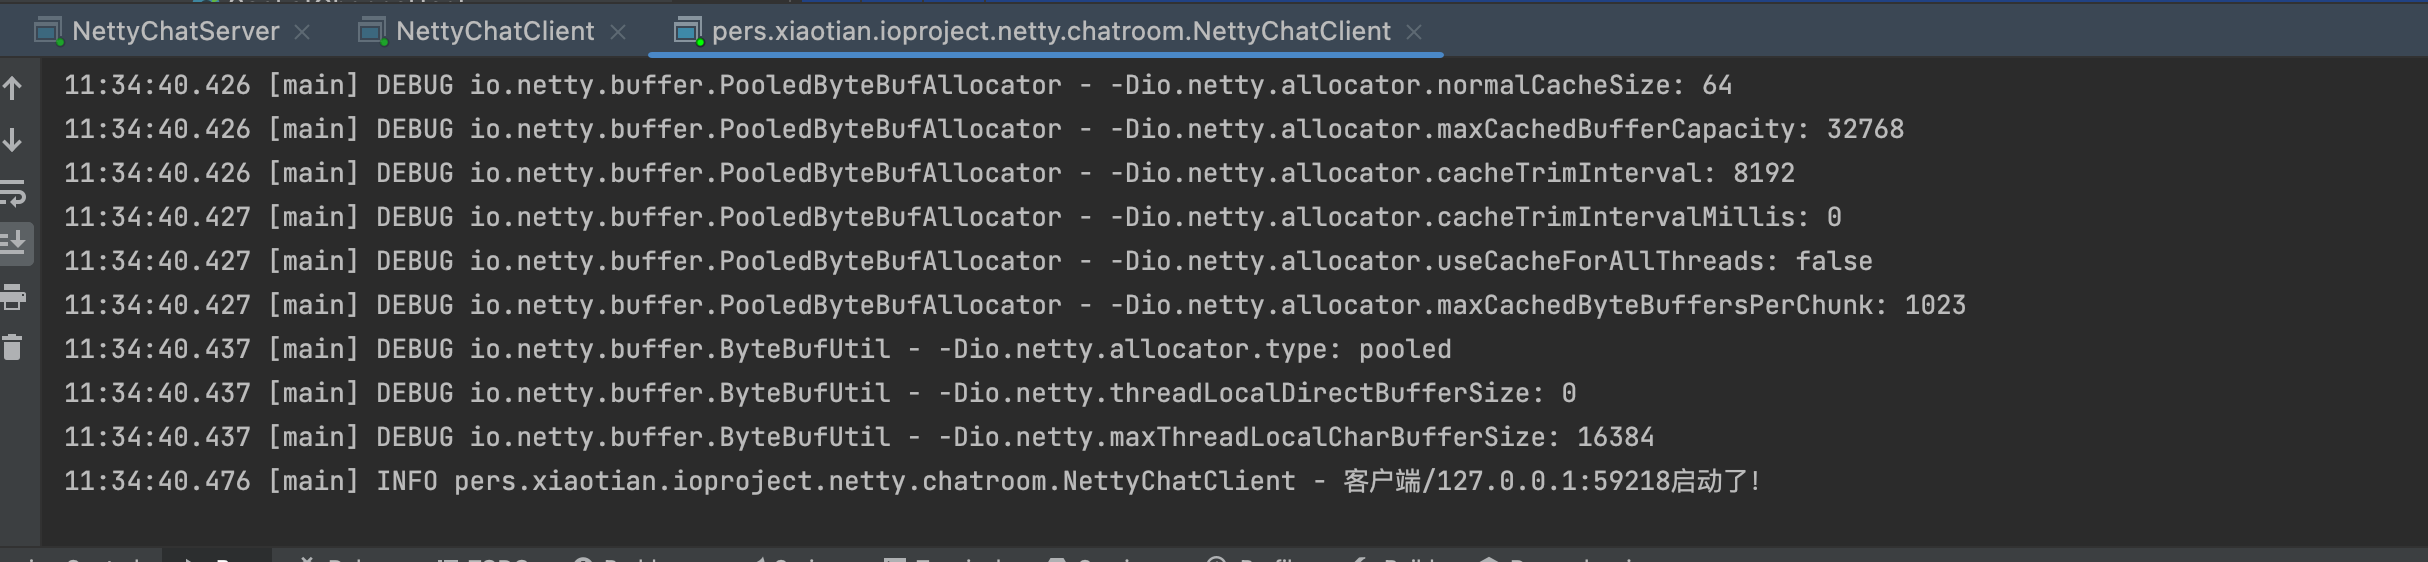 NettyChatServer NettyChatClient pers.xiaotian.ioproject.netty.chatroom.NettyChatClient
11:34:40.426 [main] DEBUG io.netty.buffer.PooledByteBufAllocator - -Dio.netty.allocator.normalCacheSize: 64
11:34:40.426 [main] DEBUG io.netty.buffer.PooledByteBufAllocator - -Dio.netty.allocator.maxCachedBufferCapacity: 32768
11:34:40.426 [main] DEBUG io.netty.buffer.PooledByteBufAllocator - -Dio.netty.allocator.cacheTrimInterval: 8192
11:34:40.427 [main] DEBUG io.netty.buffer.PooledByteBufAllocator - -Dio.netty.allocator.cacheTrimIntervalMillis: 0
11:34:40.427 [main] DEBUG io.netty.buffer.PooledByteBufAllocator - -Dio.netty.allocator.useCacheForAllThreads: false
11:34:40.427 [main] DEBUG io.netty.buffer.PooledByteBufAllocator - -Dio.netty.allocator.maxCachedByteBuffersPerChunk: 1023
11:34:40.437 [main] DEBUG io.netty.buffer.ByteBufUtil - -Dio.netty.allocator.type: pooled
11:34:40.437 [main] DEBUG io.netty.buffer.ByteBufUtil - -Dio.netty.threadLocalDirectBufferSize: 0
11:34:40.437 [main] DEBUG io.netty.buffer.ByteBufUtil - -Dio.netty.maxThreadLocalCharBufferSize: 16384
11:34:40.476 [main] INFO pers.xiaotian.ioproject.netty.chatroom.NettyChatClient - 客户端/127.0.0.1:59218启动了!